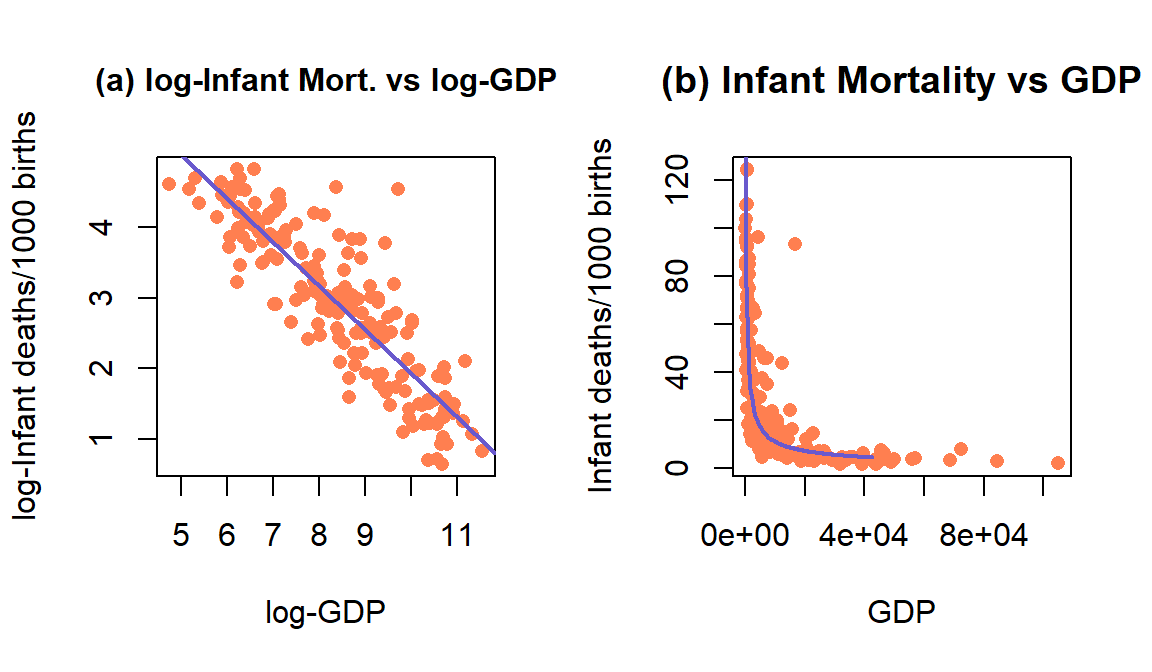 (a) log-Infant Mort. vs log-GDP
log-Infant deaths/1000 births
4
3
2
1
5 6 7 8 9 11
log-GDP
(b) Infant Mortality vs GDP
Infant deaths/1000 births
120
80
40
0
0e+00 4e+04 8e+04
GDP